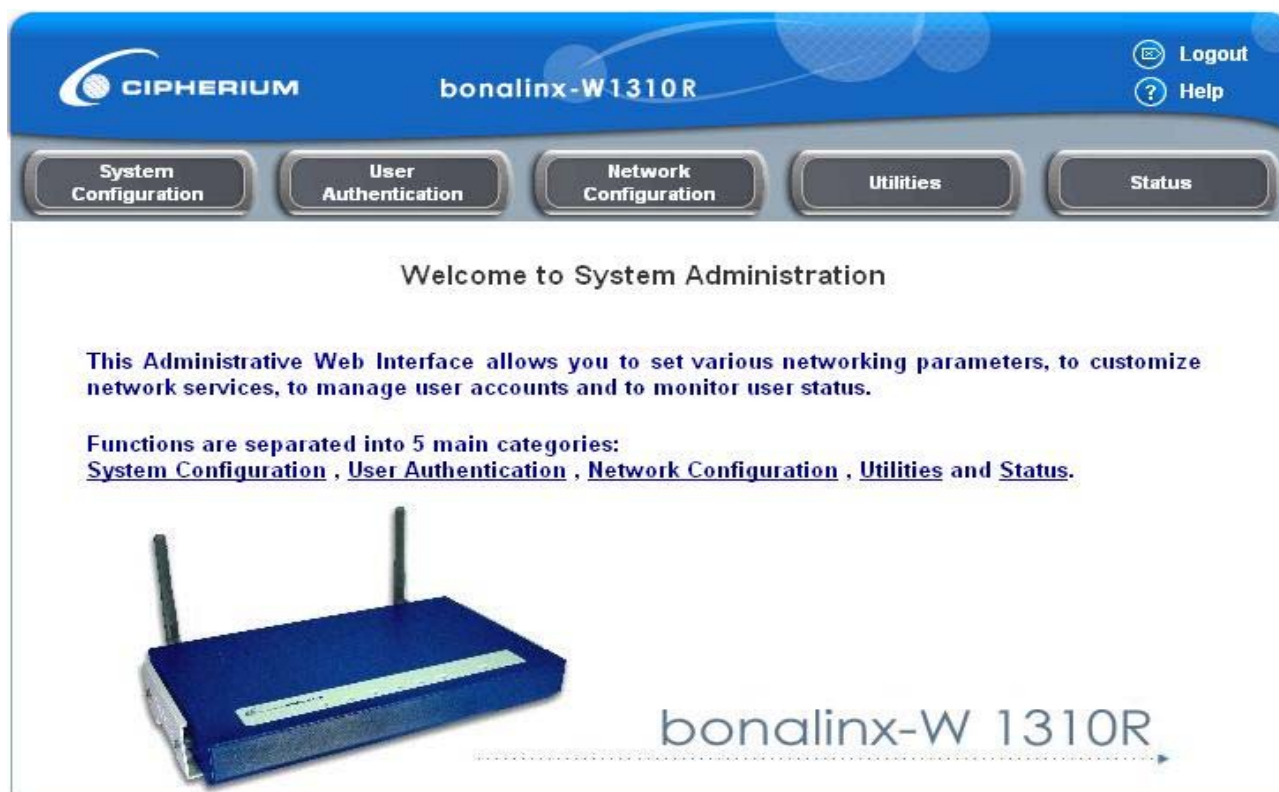 CIPHERIUM
bonalinx-W1310R
Logout
Help
System
Configuration
User
Authentication
Network
Configuration
Utilities
Status
Welcome to System Administration
This Administrative Web Interface allows you to set various networking parameters, to customize
network services, to manage user accounts and to monitor user status.
Functions are separated into 5 main categories:
System Configuration , User Authentication , Network Configuration , Utilities and Status.
bonalinx-W 1310R